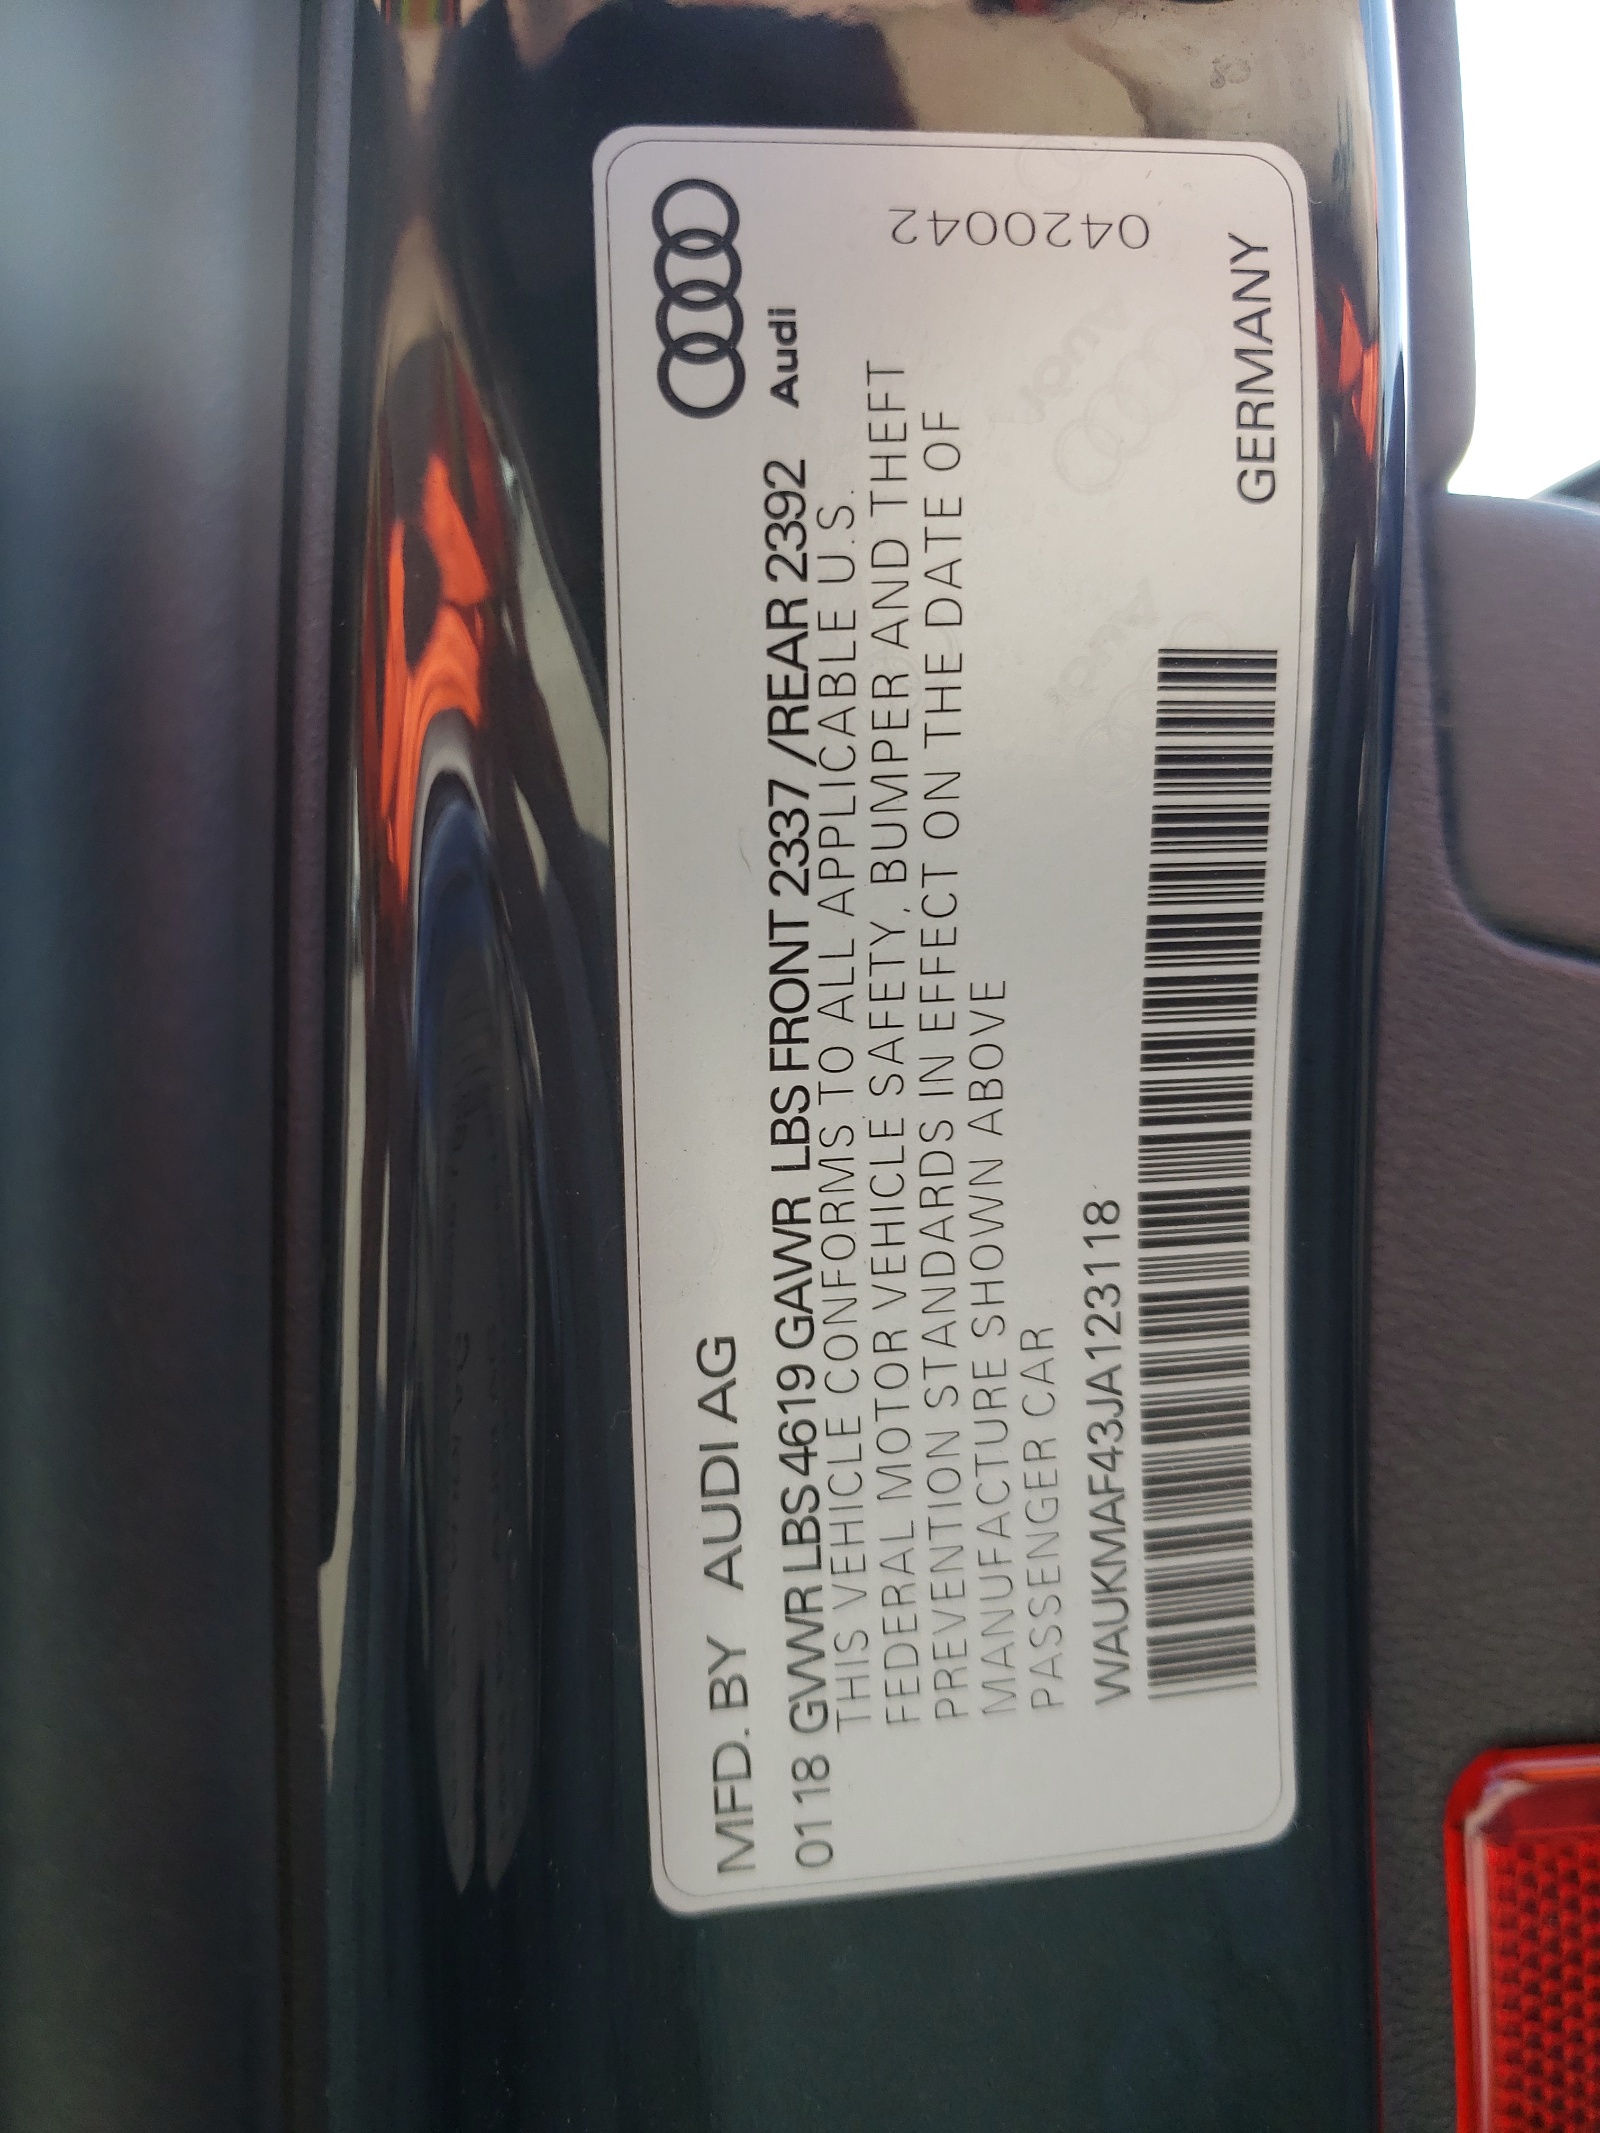 MFD. BY AUDI AG
Audi
01 18 GVWR LBS 4619 GAWR LBS FRONT 2337 /REAR 2392
THIS VEHICLE CONFORMS TO ALL APPLICABLE U.S.
FEDERAL MOTOR VEHICLE SAFETY, BUMPER AND THEFT
PREVENTION STANDARDS IN EFFECT ON THE DATE OF
MANUFACTURE SHOWN ABOVE
PASSENGER CAR
0420042
WAUKMAF43JA123118
GERMANY
Audi
Audi